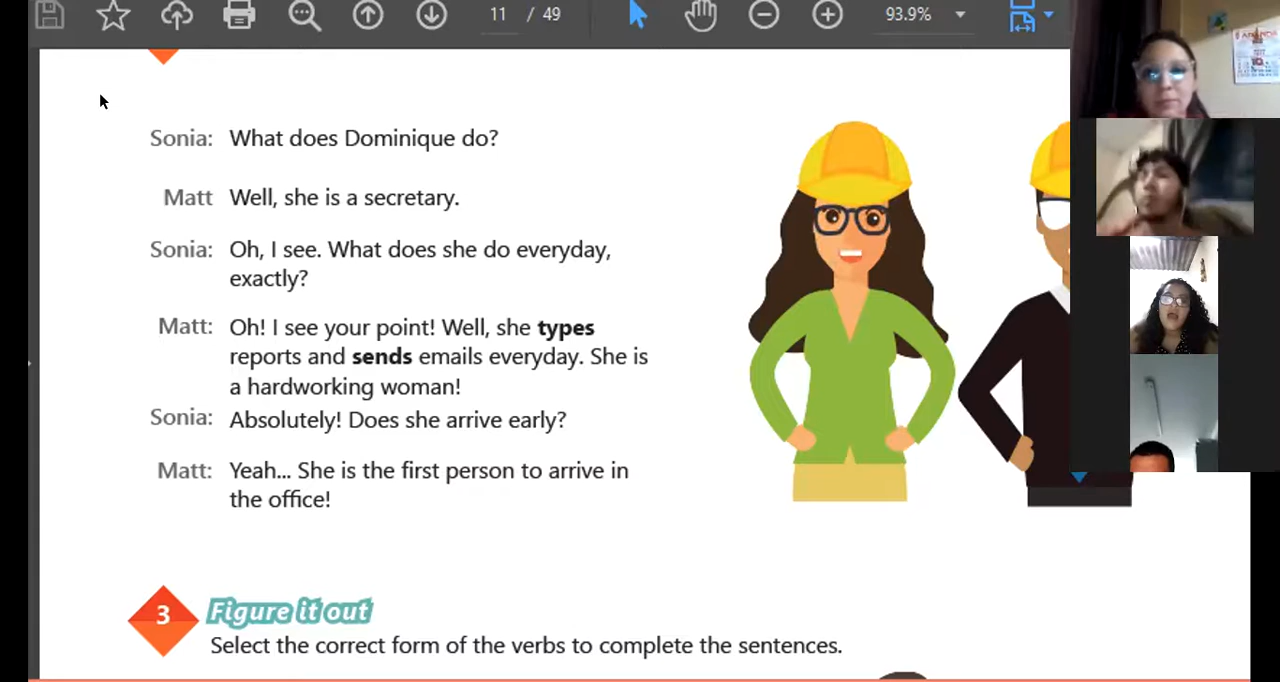 11 / 49
93.9%
Sonia: What does Dominique do?
Matt Well, she is a secretary.
Sonia: Oh, I see. What does she do everyday,
exactly?
Matt: Oh! I see your point! Well, she types
reports and sends emails everyday. She is
a hardworking woman!
Sonia: Absolutely! Does she arrive early?
Matt: Yeah... She is the first person to arrive in
the office!
3 Figure it out
Select the correct form of the verbs to complete the sentences.